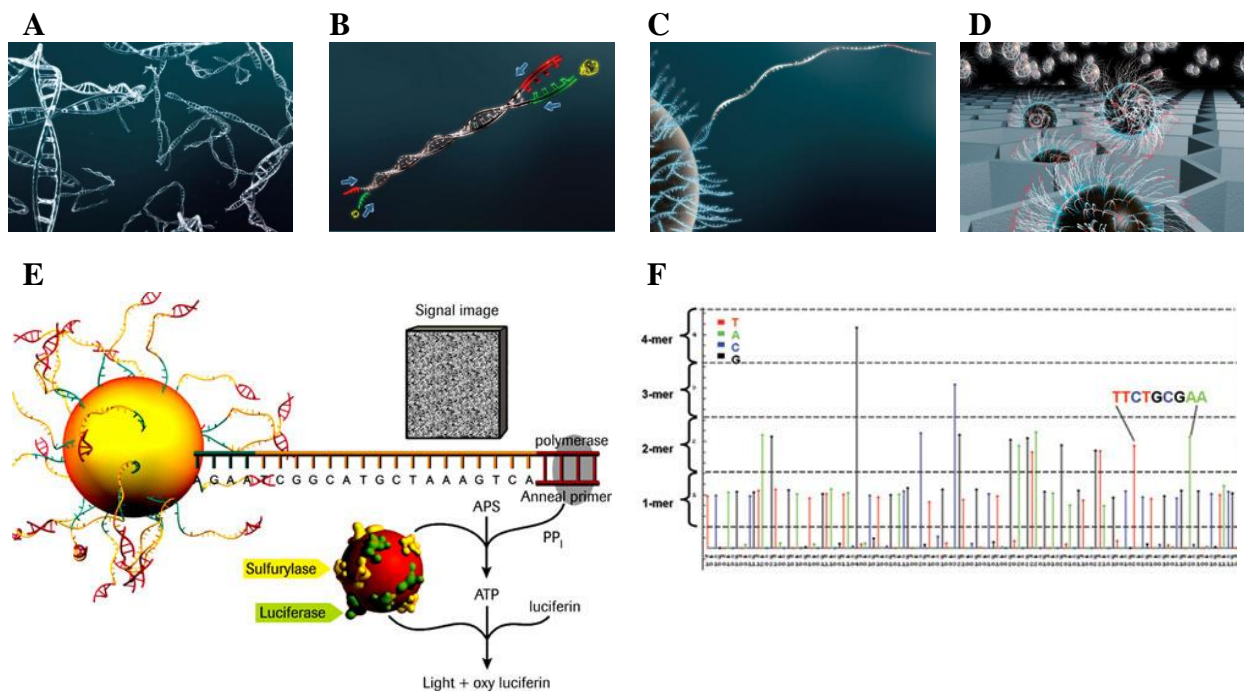 A
B
C
D
E
F
Signal image
polymerase
AGAATCGGCATGCTAAAGTCA
Anneal primer
APS
PPI
Sulfurylase
Luciferase
ATP
luciferin
Light + oxy luciferin
4-mer
3-mer
2-mer
1-mer
T
A
C
G
TTCTGCGAA